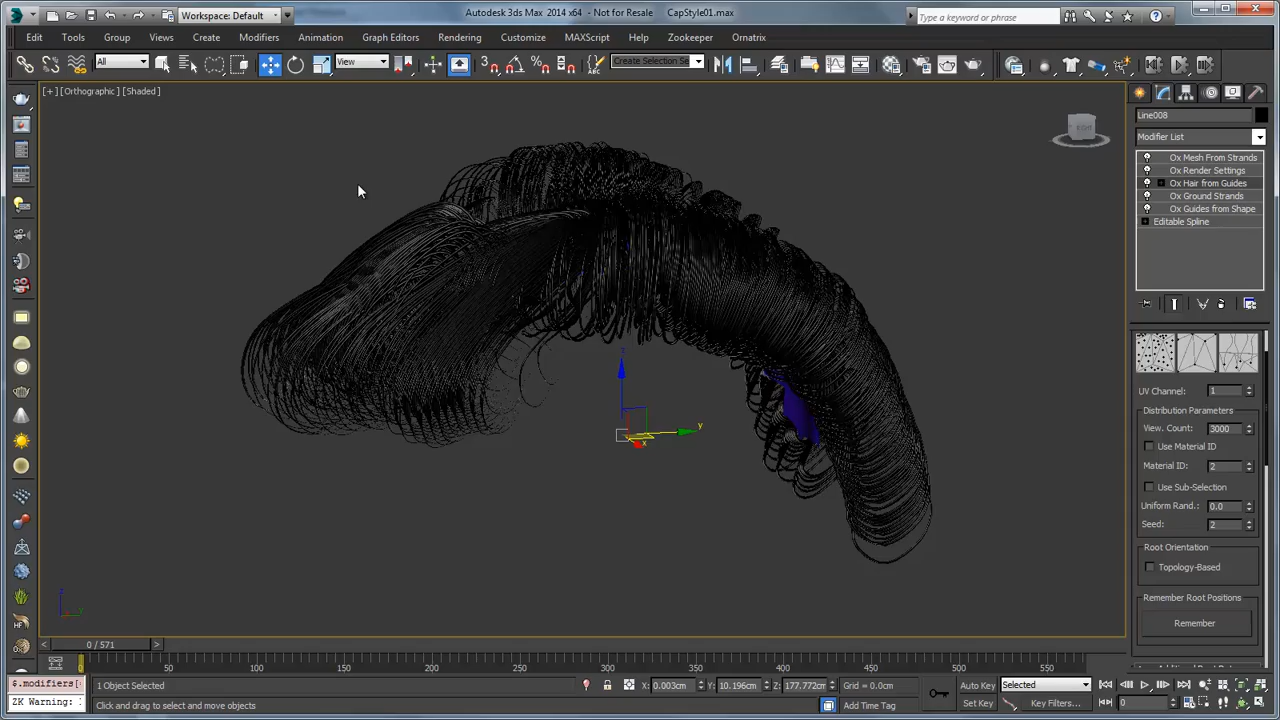 Workspace: Default
Autodesk 3ds Max 2014 x64 - Not for Resale CapStyle01.max
Type a keyword or phrase
Edit Tools Group Views Create Modifiers Animation Graph Editors Rendering Customize MAXScript Help Zookeeper Ornatrix
All
View
Create Selection Se
[+] [Orthographic] [Shaded]
Line008
Modifier List
Ox Mesh From Strands
Ox Render Settings
Ox Hair from Guides
Ox Ground Strands
Ox Guides from Shape
Editable Spline
UV Channel: 1
Distribution Parameters
View. Count: 3000
Use Material ID
Material ID: 2
Use Sub-Selection
Uniform Rand.: 0.0
Seed: 2
Root Orientation
Topology-Based
Remember Root Positions
Remember
y
x
HF
< 0 / 571 >
0 50 100 150 200 250 300 350 400 450 500 550
$.modifiers[:
1 Object Selected
X: 0.003cm Y: 10.196cm Z: 177.772cm
Grid = 0.0cm
Auto Key
Selected
ZK Warning: :
Click and drag to select and move objects
Add Time Tag
Set Key
Key Filters...
0